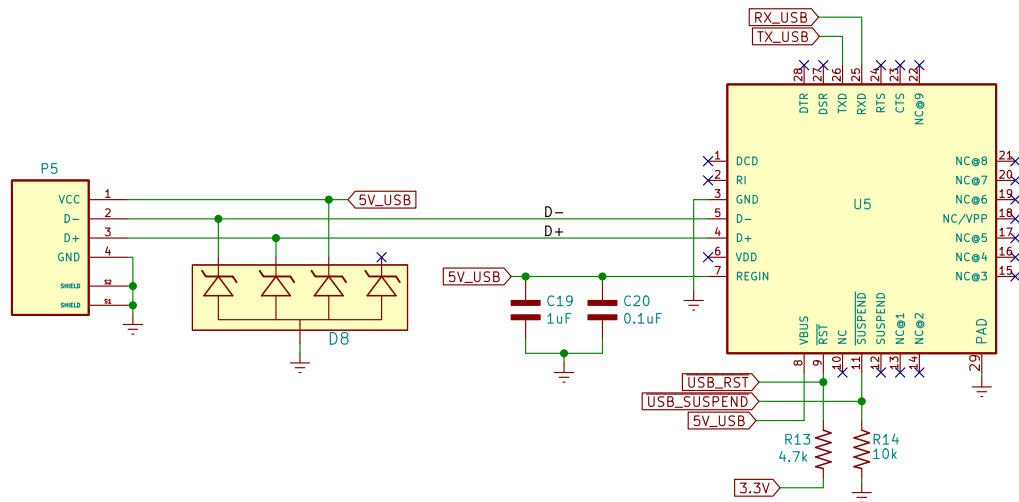 RX_USB
TX_USB
28 27 26 25 24 23 22
DTR DSR TXD RXD RTS CTS NC@9
P5
VCC 1
D- 2
D+ 3
GND 4
SHIELD S2
SHIELD S1
5V_USB
D-
D+
D8
5V_USB
C19
1uF
C20
0.1uF
U5
1 DCD
2 RI
3 GND
5 D-
4 D+
6 VDD
7 REGIN
NC@8 21
NC@7 20
NC@6 19
NC/VPP 18
NC@5 17
NC@4 16
NC@3 15
VBUS RST NC SUSPEND SUSPEND NC@1 NC@2 PAD
8 9 10 11 12 13 14 29
USB_RST
USB_SUSPEND
5V_USB
R13
4.7k
R14
10k
3.3V